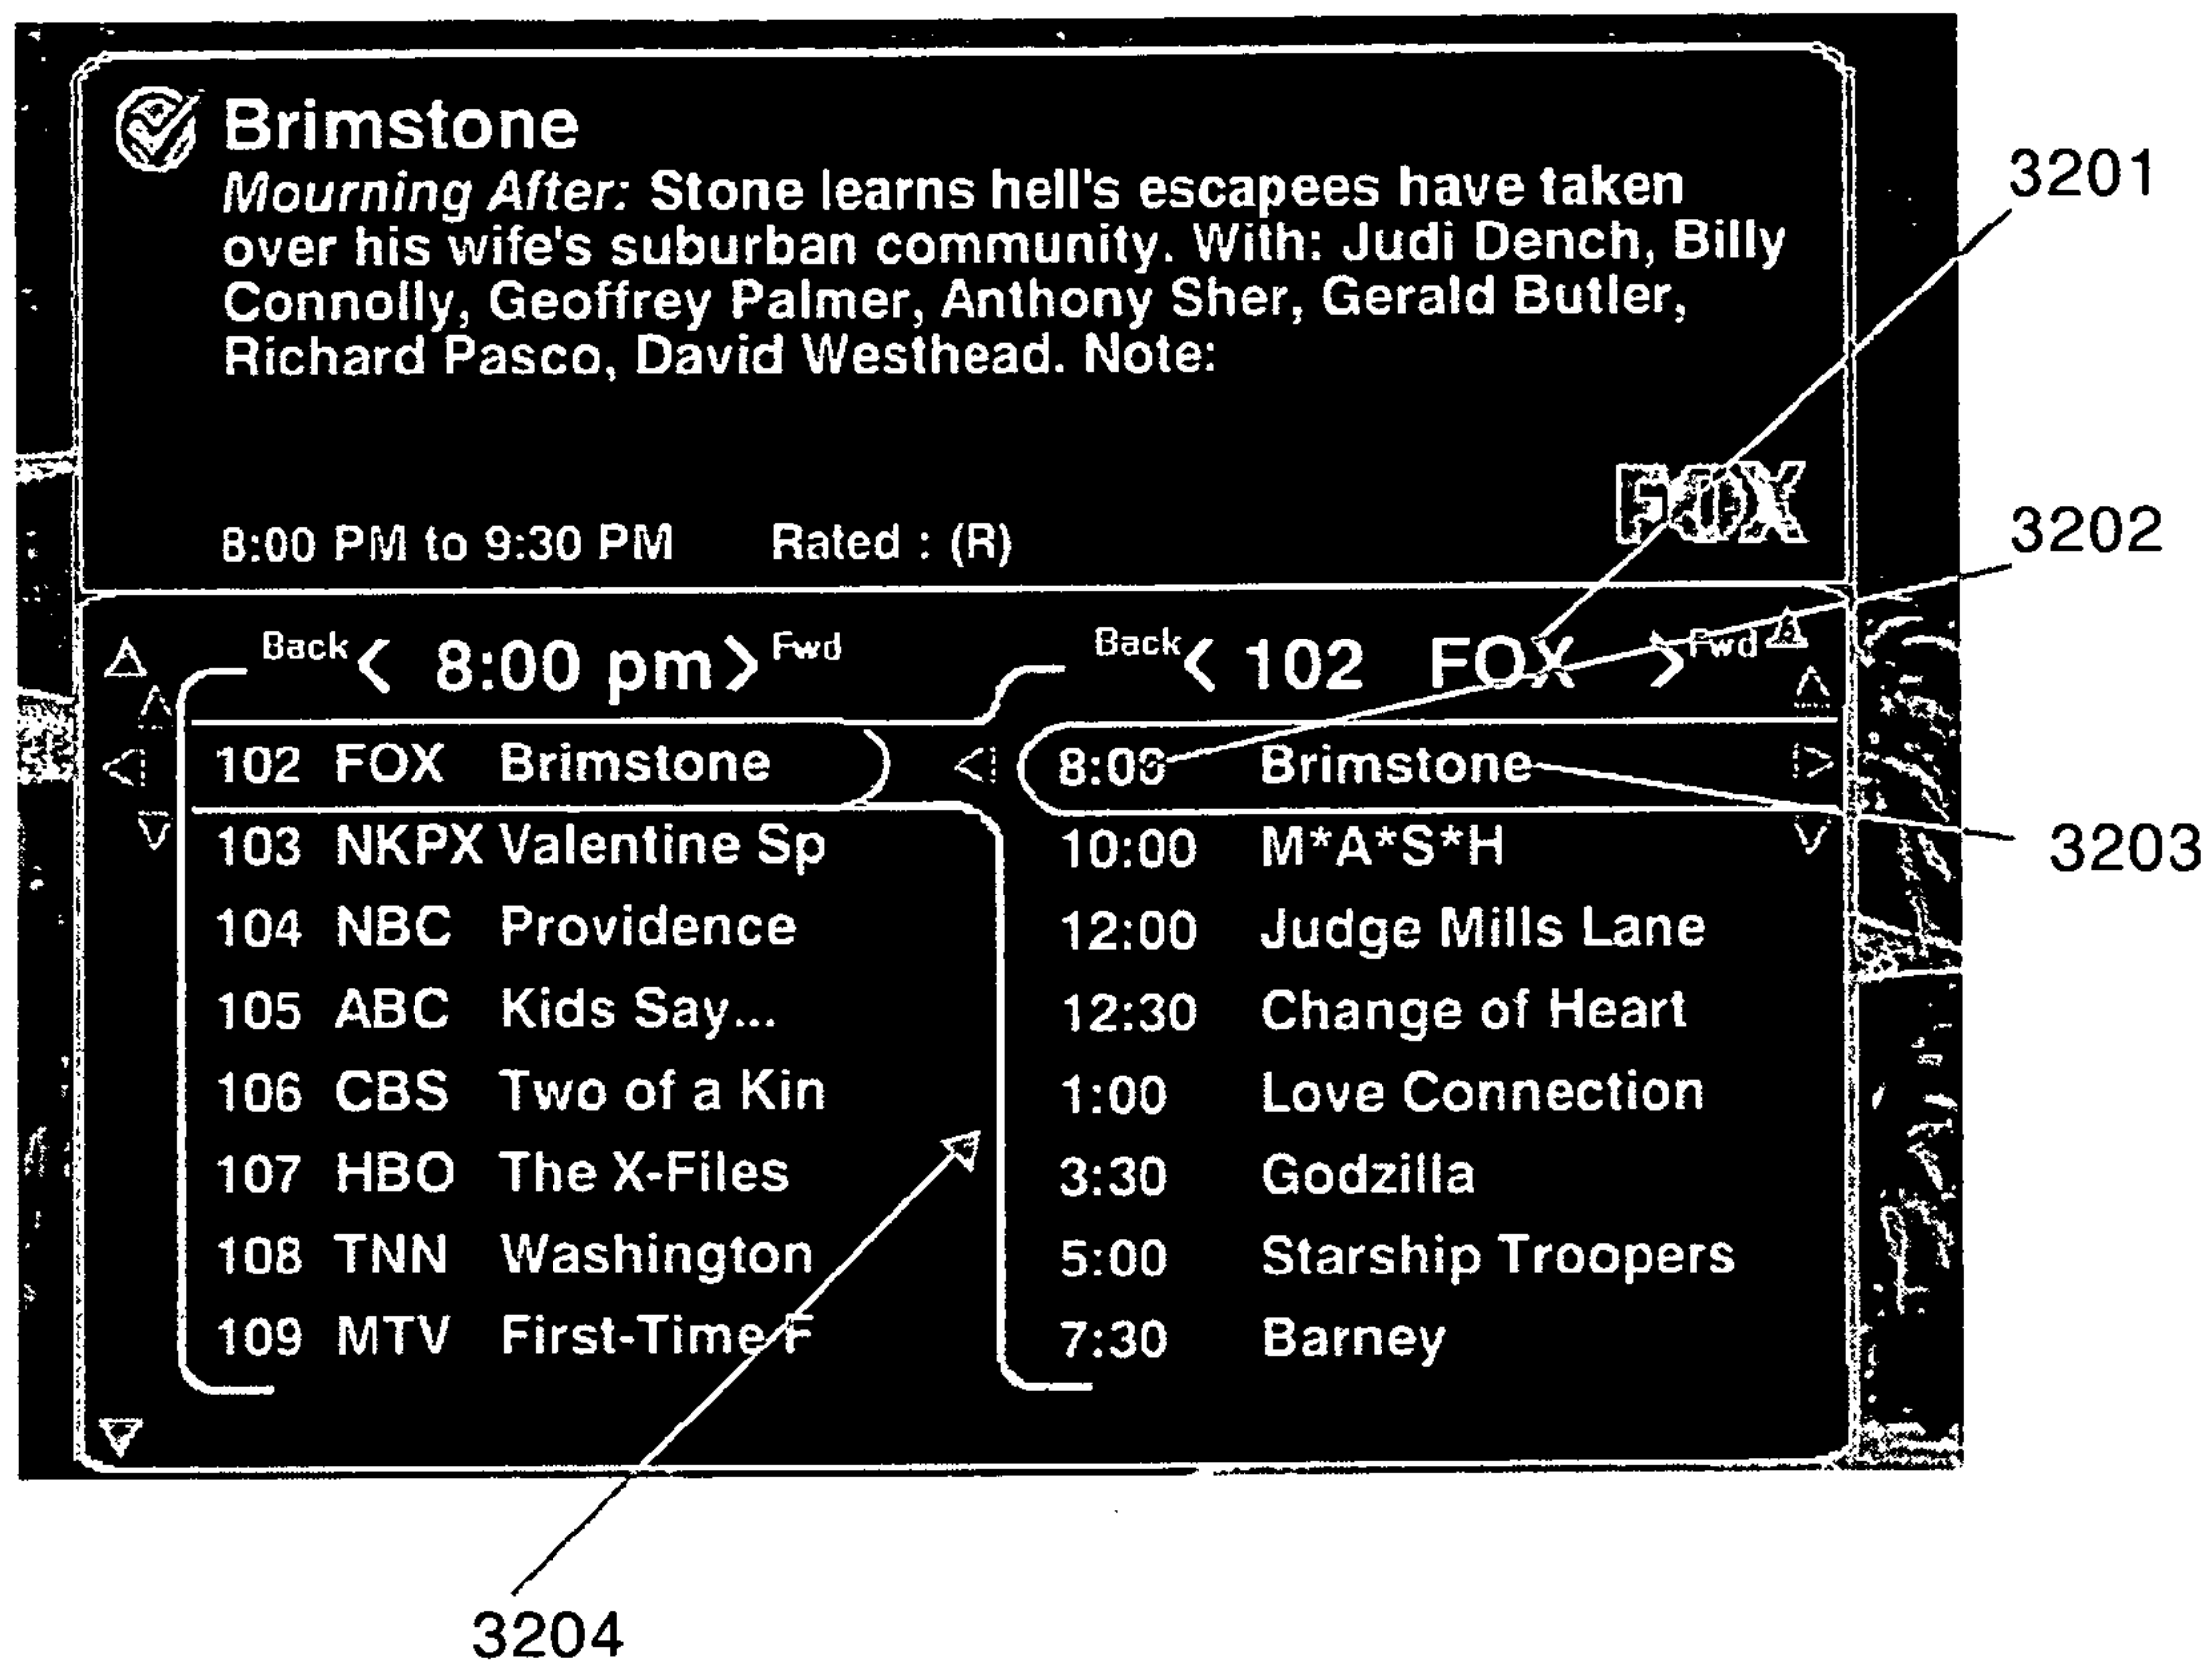 Brimstone
Mourning After: Stone learns hell's escapees have taken
over his wife's suburban community. With: Judi Dench, Billy
Connolly, Geoffrey Palmer, Anthony Sher, Gerald Butler,
Richard Pasco, David Westhead. Note:
FOX
8:00 PM to 9:30 PM Rated : (R)
3201
3202
3203
3204
Back < 8:00 pm > Fwd
102 FOX Brimstone
103 NKPX Valentine Sp
104 NBC Providence
105 ABC Kids Say...
106 CBS Two of a Kin
107 HBO The X-Files
108 TNN Washington
109 MTV First-Time F
Back < 102 FOX > Fwd
8:00 Brimstone
10:00 M*A*S*H
12:00 Judge Mills Lane
12:30 Change of Heart
1:00 Love Connection
3:30 Godzilla
5:00 Starship Troopers
7:30 Barney